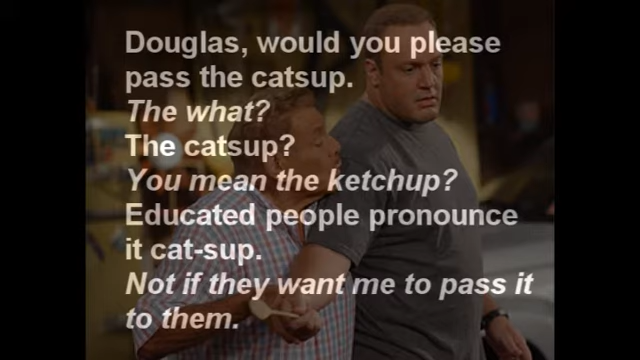 Douglas, would you please
pass the catsup.
The what?
The catsup?
You mean the ketchup?
Educated people pronounce
it cat-sup.
Not if they want me to pass it
to them.